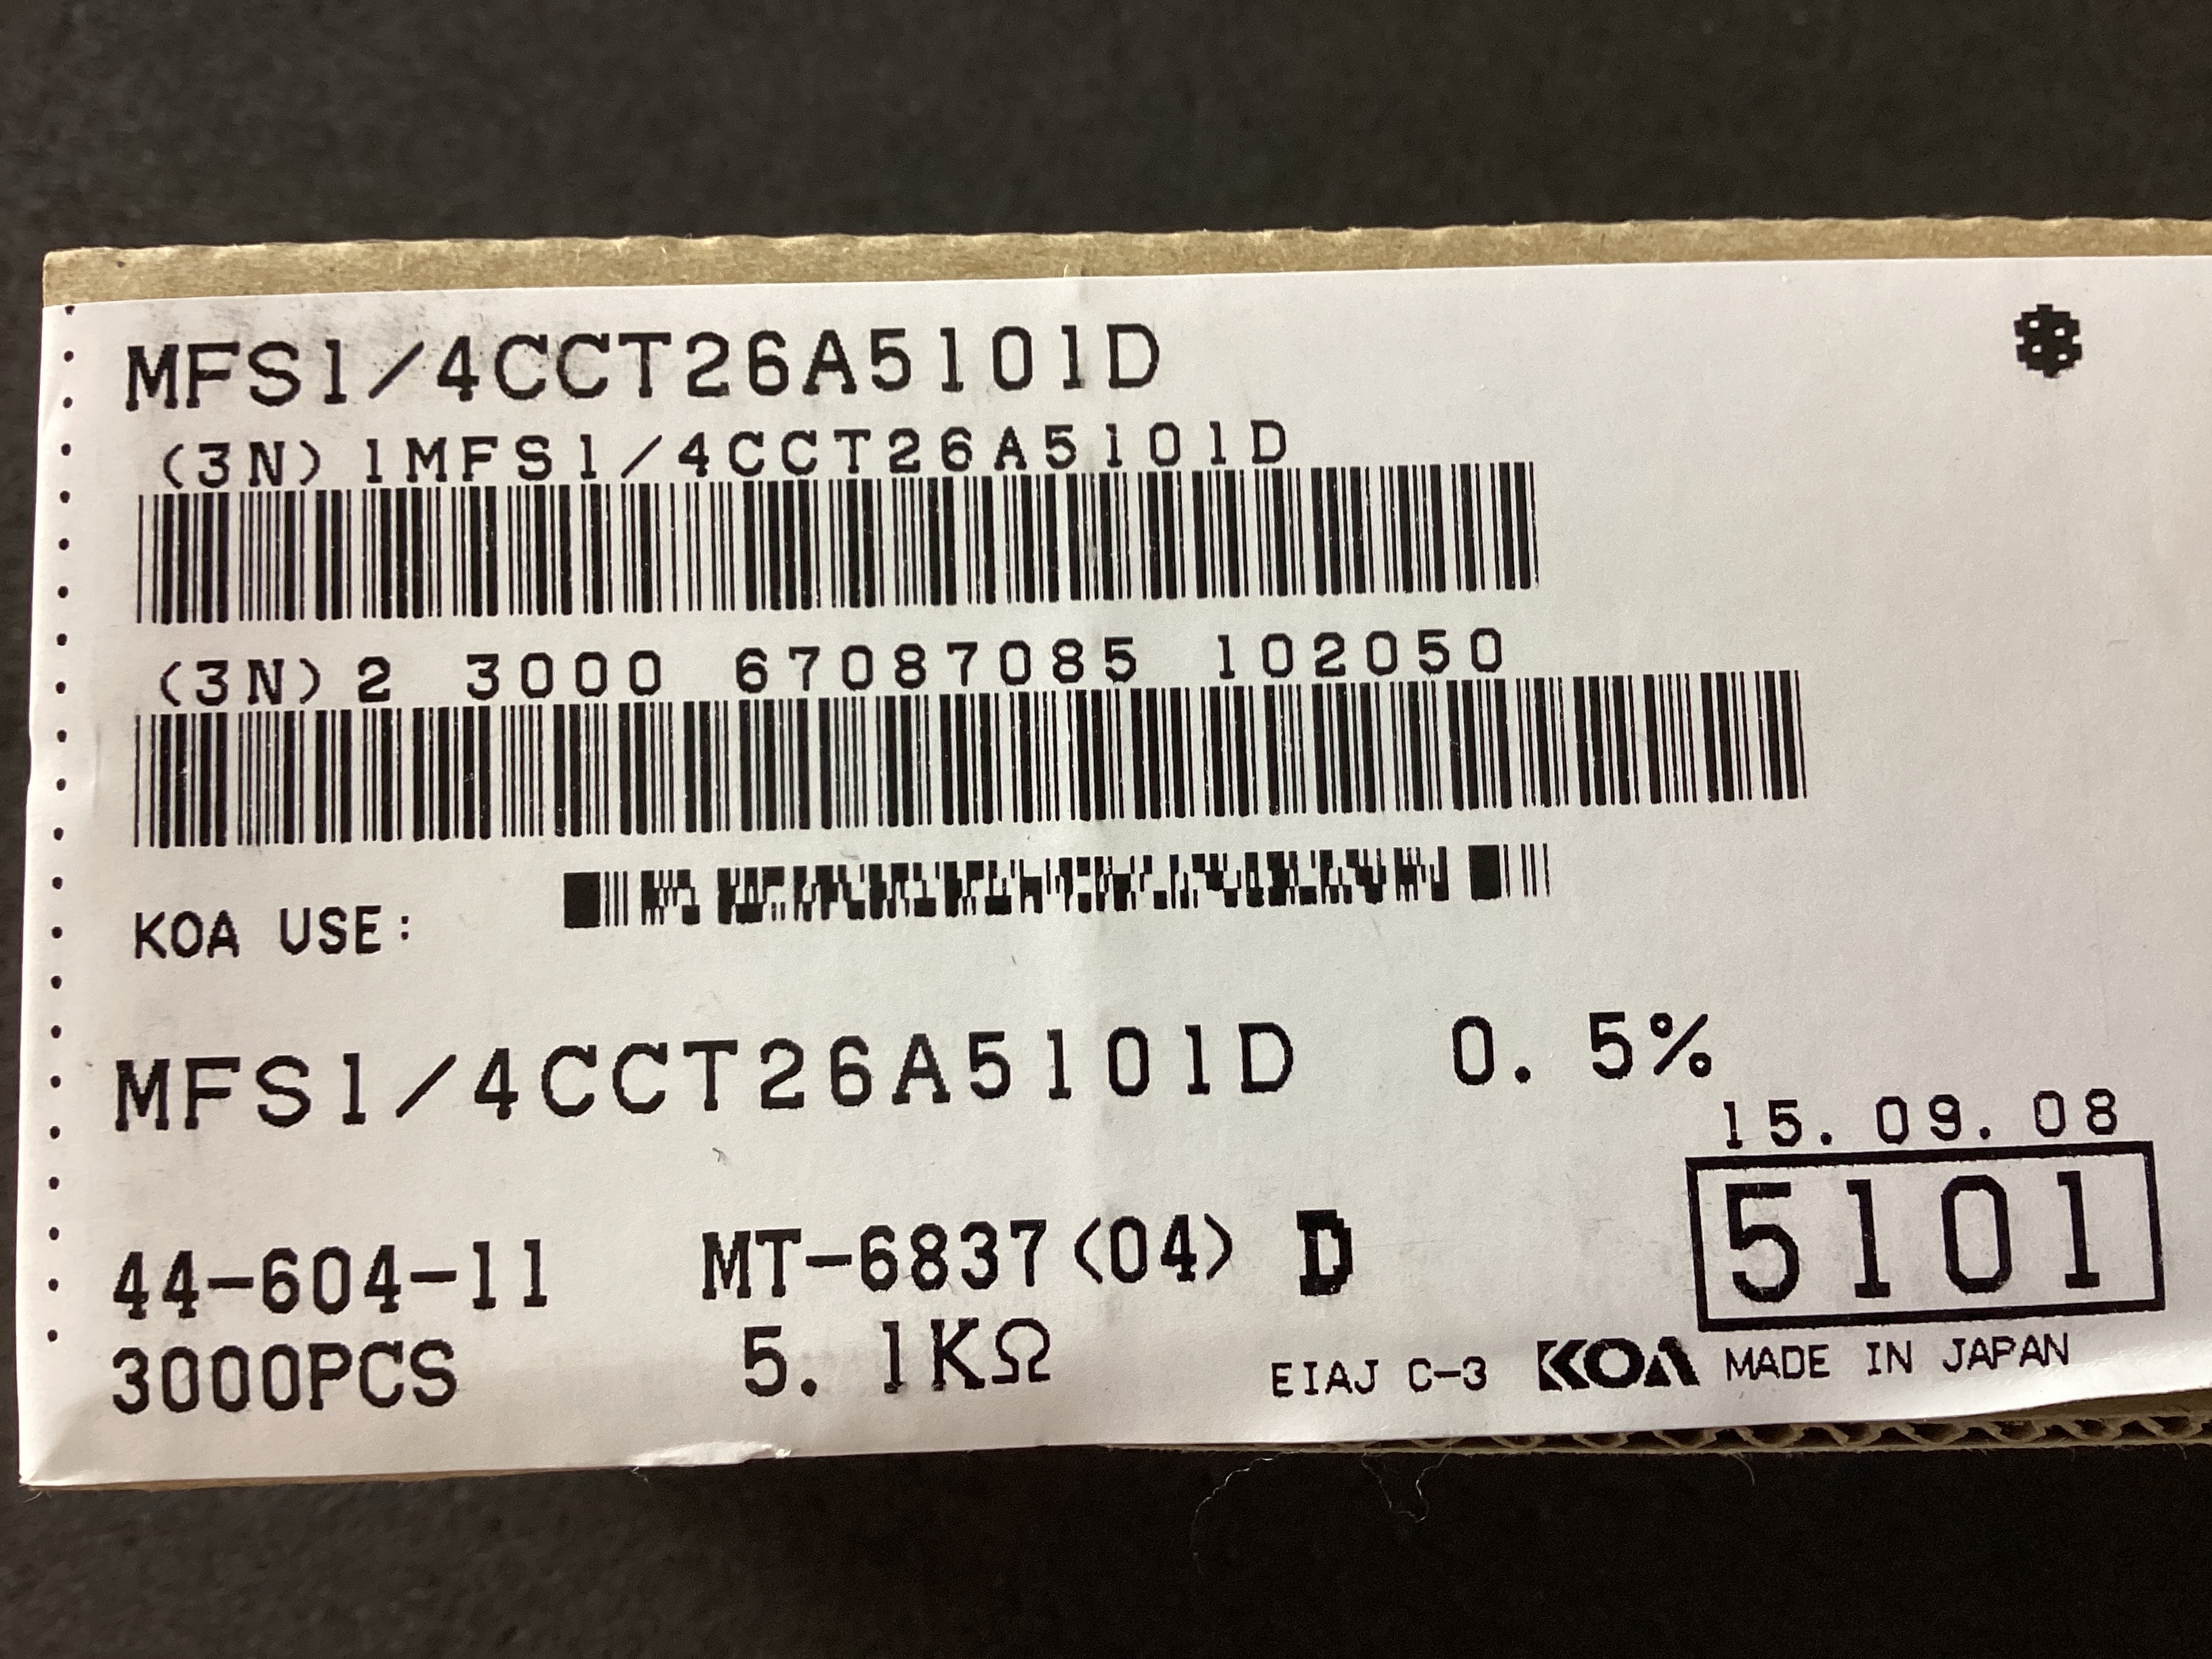 MFS1/4CCT26A5101D *
(3N)1MFS1/4CCT26A5101D
(3N)2 3000 67087085 102050
KOA USE:
MFS1/4CCT26A5101D 0.5%
15.09.08
5101
44-604-11 MT-6837(04) D
3000PCS 5.1KΩ
EIAJ C-3 KOA MADE IN JAPAN